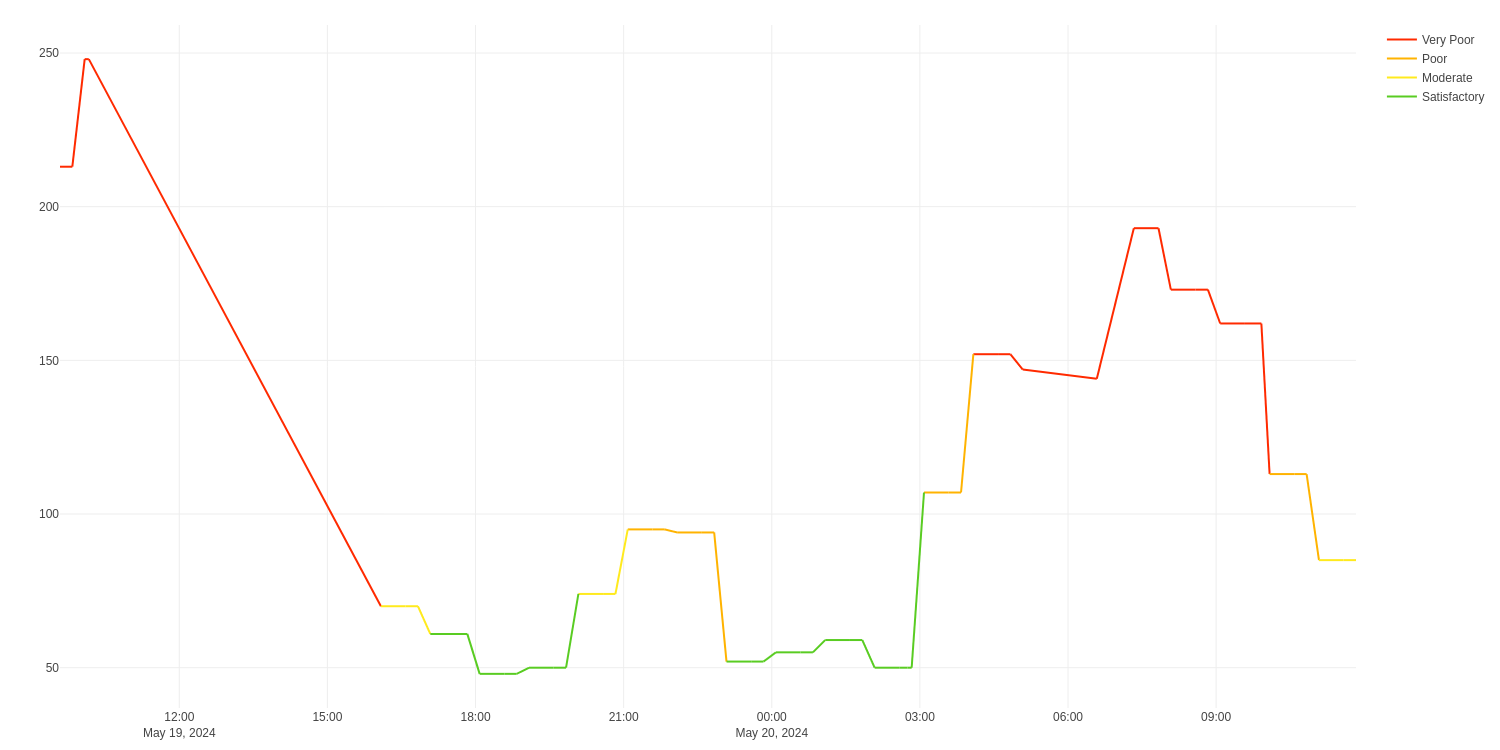 250
200
150
100
50
12:00
May 19, 2024
15:00
18:00
21:00
00:00
May 20, 2024
03:00
06:00
09:00
Very Poor
Poor
Moderate
Satisfactory